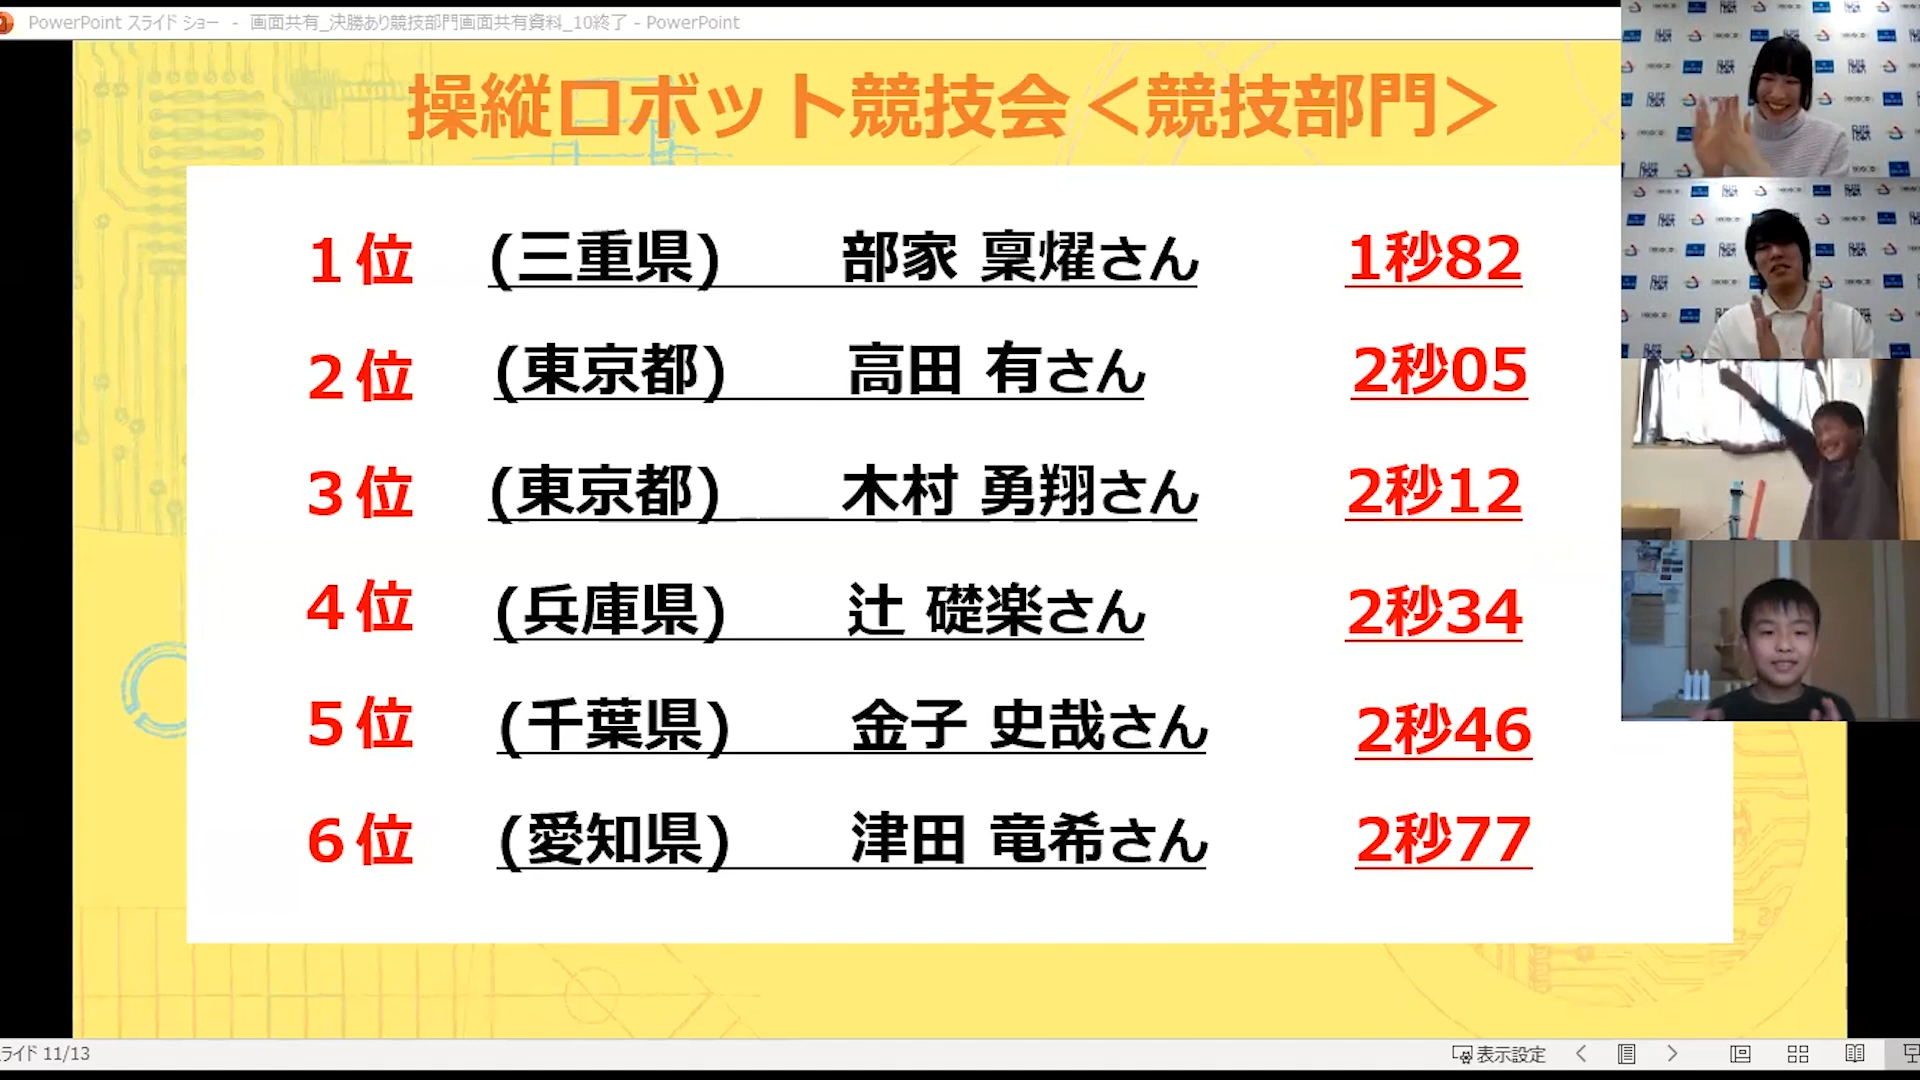 PowerPoint スライド ショー - 画面共有_決勝あり競技部門画面共有資料_10終了 - PowerPoint
操縦ロボット競技会＜競技部門＞
１位 (三重県) 部家 稟燿さん 1秒82
２位 (東京都) 高田 有さん 2秒05
３位 (東京都) 木村 勇翔さん 2秒12
４位 (兵庫県) 辻 礎楽さん 2秒34
５位 (千葉県) 金子 史哉さん 2秒46
６位 (愛知県) 津田 竜希さん 2秒77
ライド 11/13
表示設定